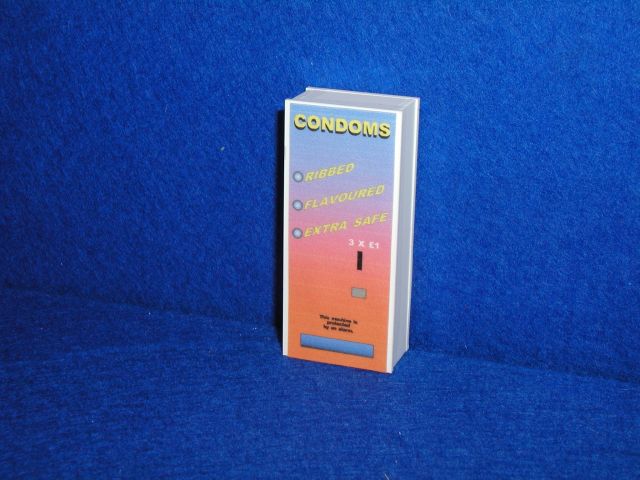 CONDOMS
RIBBED
FLAVOURED
EXTRA SAFE
3 X £1
This machine is
protected
by an alarm.